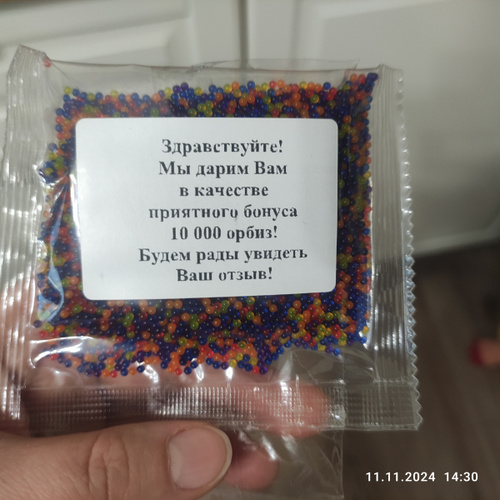 Здравствуйте!
Мы дарим Вам
в качестве
приятного бонуса
10 000 орбиз!
Будем рады увидеть
Ваш отзыв!
11.11.2024 14:30